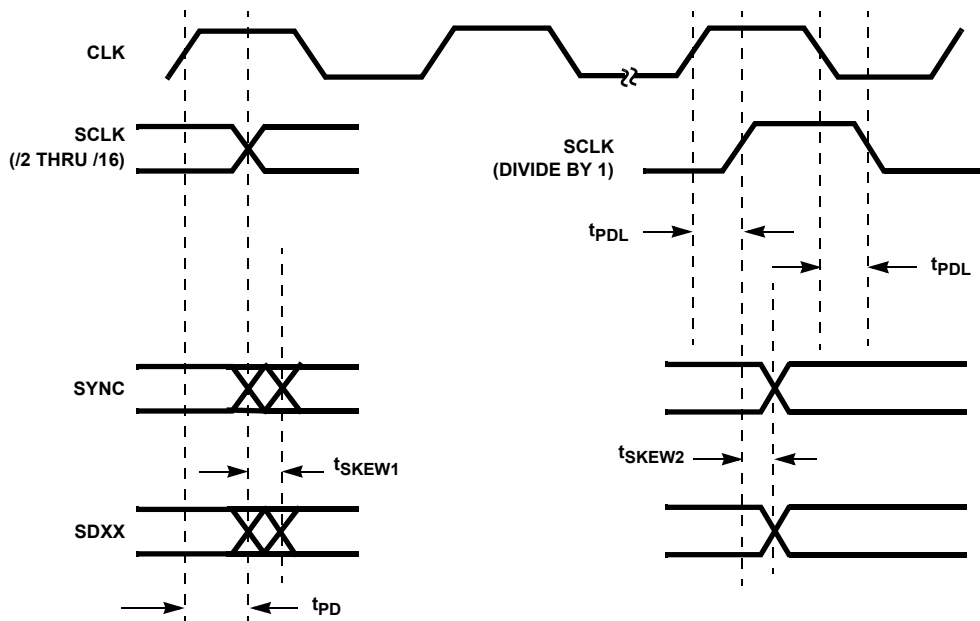 CLK
SCLK
(/2 THRU /16)
SCLK
(DIVIDE BY 1)
tPDL
tPDL
SYNC
tSKEW1
tSKEW2
SDXX
tPD